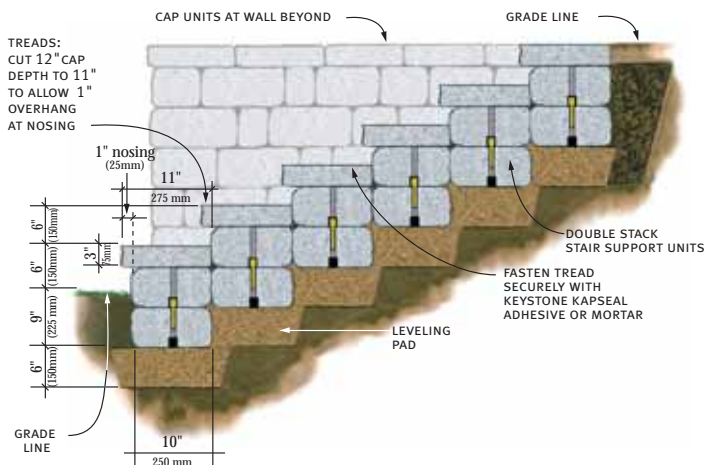 CAP UNITS AT WALL BEYOND
GRADE LINE
TREADS:
CUT 12" CAP
DEPTH TO 11"
TO ALLOW 1"
OVERHANG
AT NOSING
1" nosing
(25mm)
11"
275 mm
6"
(150mm)
3"
75mm
6"
(150mm)
9"
(225 mm)
6"
(150mm)
DOUBLE STACK
STAIR SUPPORT UNITS
FASTEN TREAD
SECURELY WITH
KEYSTONE KAPSEAL
ADHESIVE OR MORTAR
LEVELING
PAD
GRADE
LINE
10"
250 mm